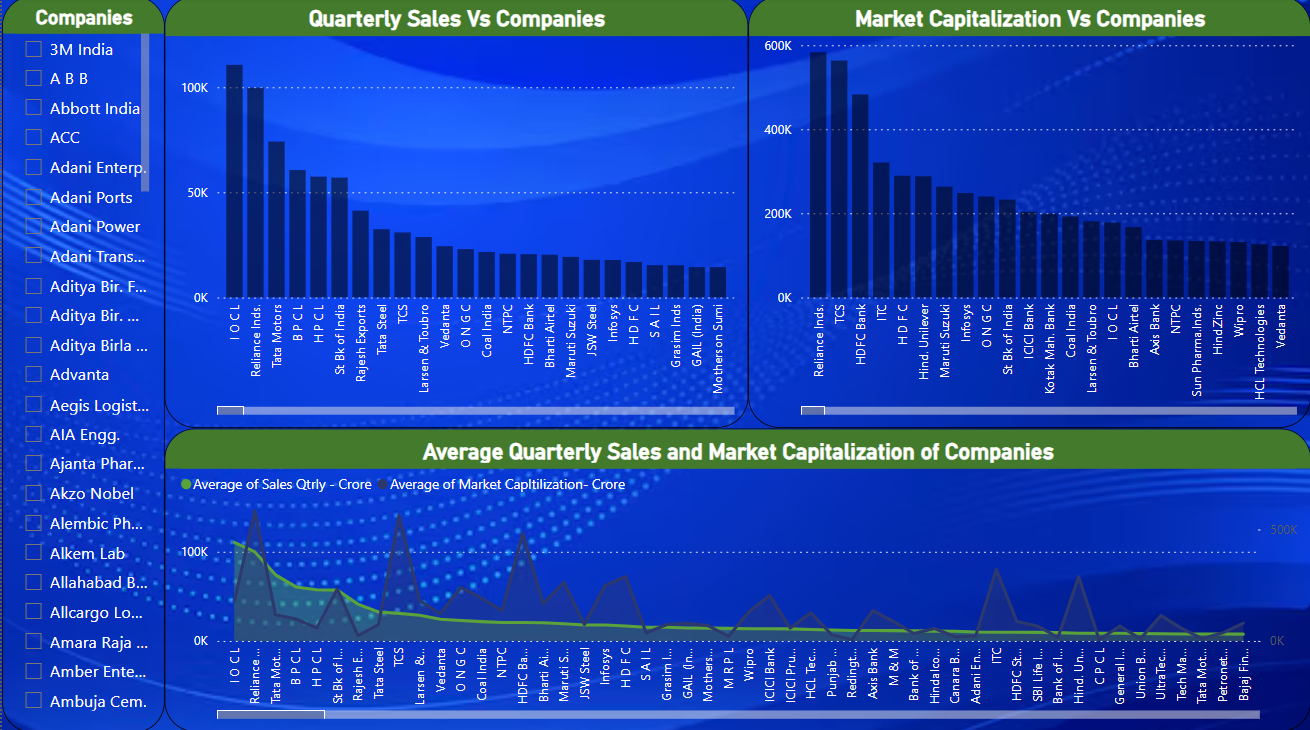 Companies
3M India
A B B
Abbott India
ACC
Adani Enterp.
Adani Ports
Adani Power
Adani Trans...
Aditya Bir. F...
Aditya Bir. ...
Aditya Birla ...
Advanta
Aegis Logist...
AIA Engg.
Ajanta Phar...
Akzo Nobel
Alembic Ph...
Alkem Lab
Allahabad B...
Allcargo Lo...
Amara Raja ...
Amber Ente...
Ambuja Cem.
Quarterly Sales Vs Companies
100K
50K
0K
I O C L
Reliance Inds.
Tata Motors
B P C L
H P C L
St Bk of India
Rajesh Exports
Tata Steel
TCS
Larsen & Toubro
Vedanta
O N G C
Coal India
NTPC
HDFC Bank
Bharti Airtel
Maruti Suzuki
JSW Steel
Infosys
H D F C
S A I L
Grasim Inds
GAIL (India)
Motherson Sumi
Market Capitalization Vs Companies
600K
400K
200K
0K
Reliance Inds.
TCS
HDFC Bank
ITC
H D F C
Hind. Unilever
Maruti Suzuki
Infosys
O N G C
St Bk of India
ICICI Bank
Kotak Mah. Bank
Coal India
Larsen & Toubro
I O C L
Bharti Airtel
Axis Bank
NTPC
Sun Pharma.Inds.
HindZinc
Wipro
HCL Technologies
Vedanta
Average Quarterly Sales and Market Capitalization of Companies
Average of Sales Qtrly - Crore
Average of Market Capltilization- Crore
100K
0K
500K
0K
I O C L
Reliance ...
Tata Mot...
B P C L
H P C L
St Bk of I...
Rajesh E...
Tata Steel
TCS
Larsen &...
Vedanta
O N G C
Coal India
NTPC
HDFC Ba...
Bharti Ai...
Maruti S...
JSW Steel
Infosys
H D F C
S A I L
Grasim I...
GAIL (In...
Mothers...
M R P L
Wipro
ICICI Bank
ICICI Pru...
HCL Tec...
Punjab ...
Redingt...
Axis Bank
M & M
Bank of ...
Hindalco...
Canara B...
Adani En...
ITC
HDFC St...
SBI Life I...
Bank of I...
Hind. Un...
C P C L
General I...
Union B...
UltraTec...
Tech Ma...
Tata Mot...
Petronet...
Bajaj Fin...